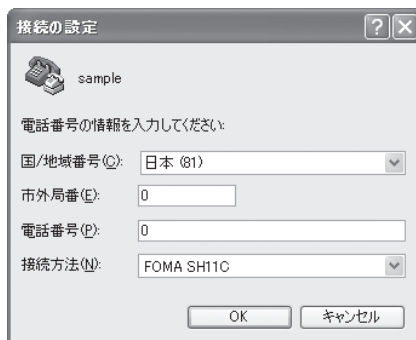 接続の設定
sample
電話番号の情報を入力してください:
国/地域番号(C): 日本 (81)
市外局番(E): 0
電話番号(P): 0
接続方法(N): FOMA SH11C
OK キャンセル